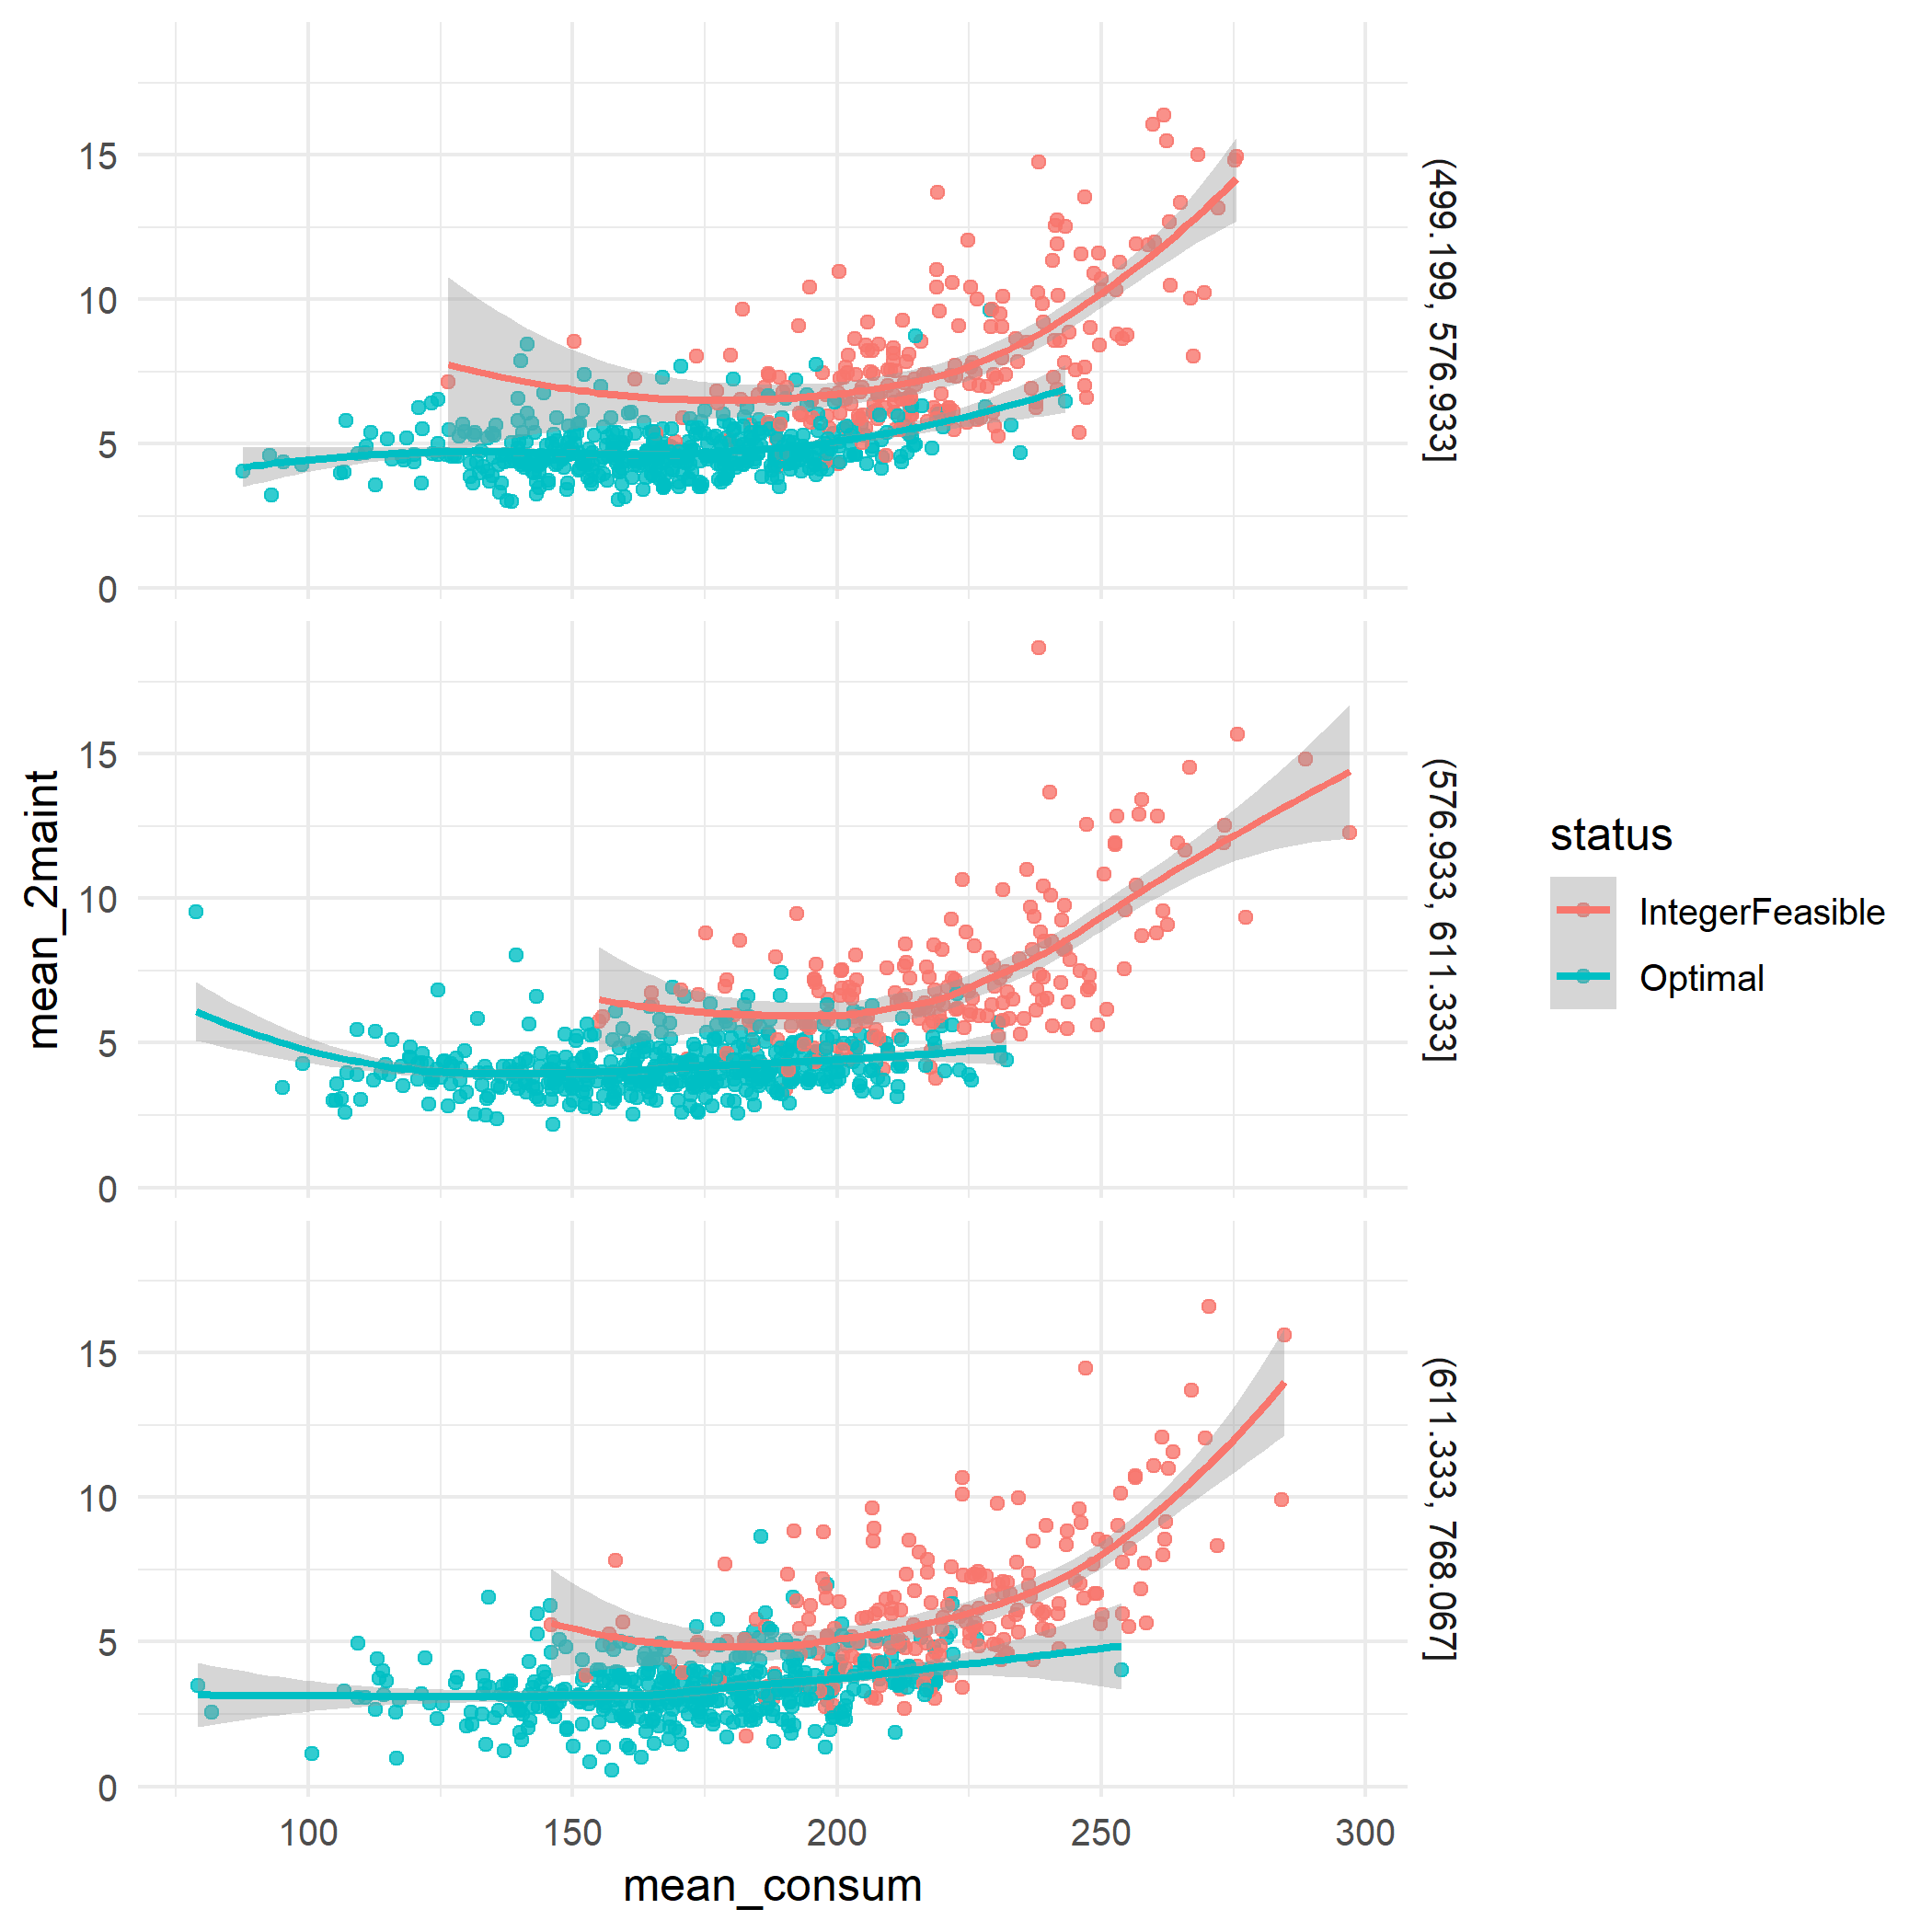 15
10
5
0
(499.199, 576.933]
15
10
5
0
(576.933, 611.333]
15
10
5
0
(611.333, 768.067]
100 150 200 250 300
mean_consum
mean_2maint
status
IntegerFeasible
Optimal